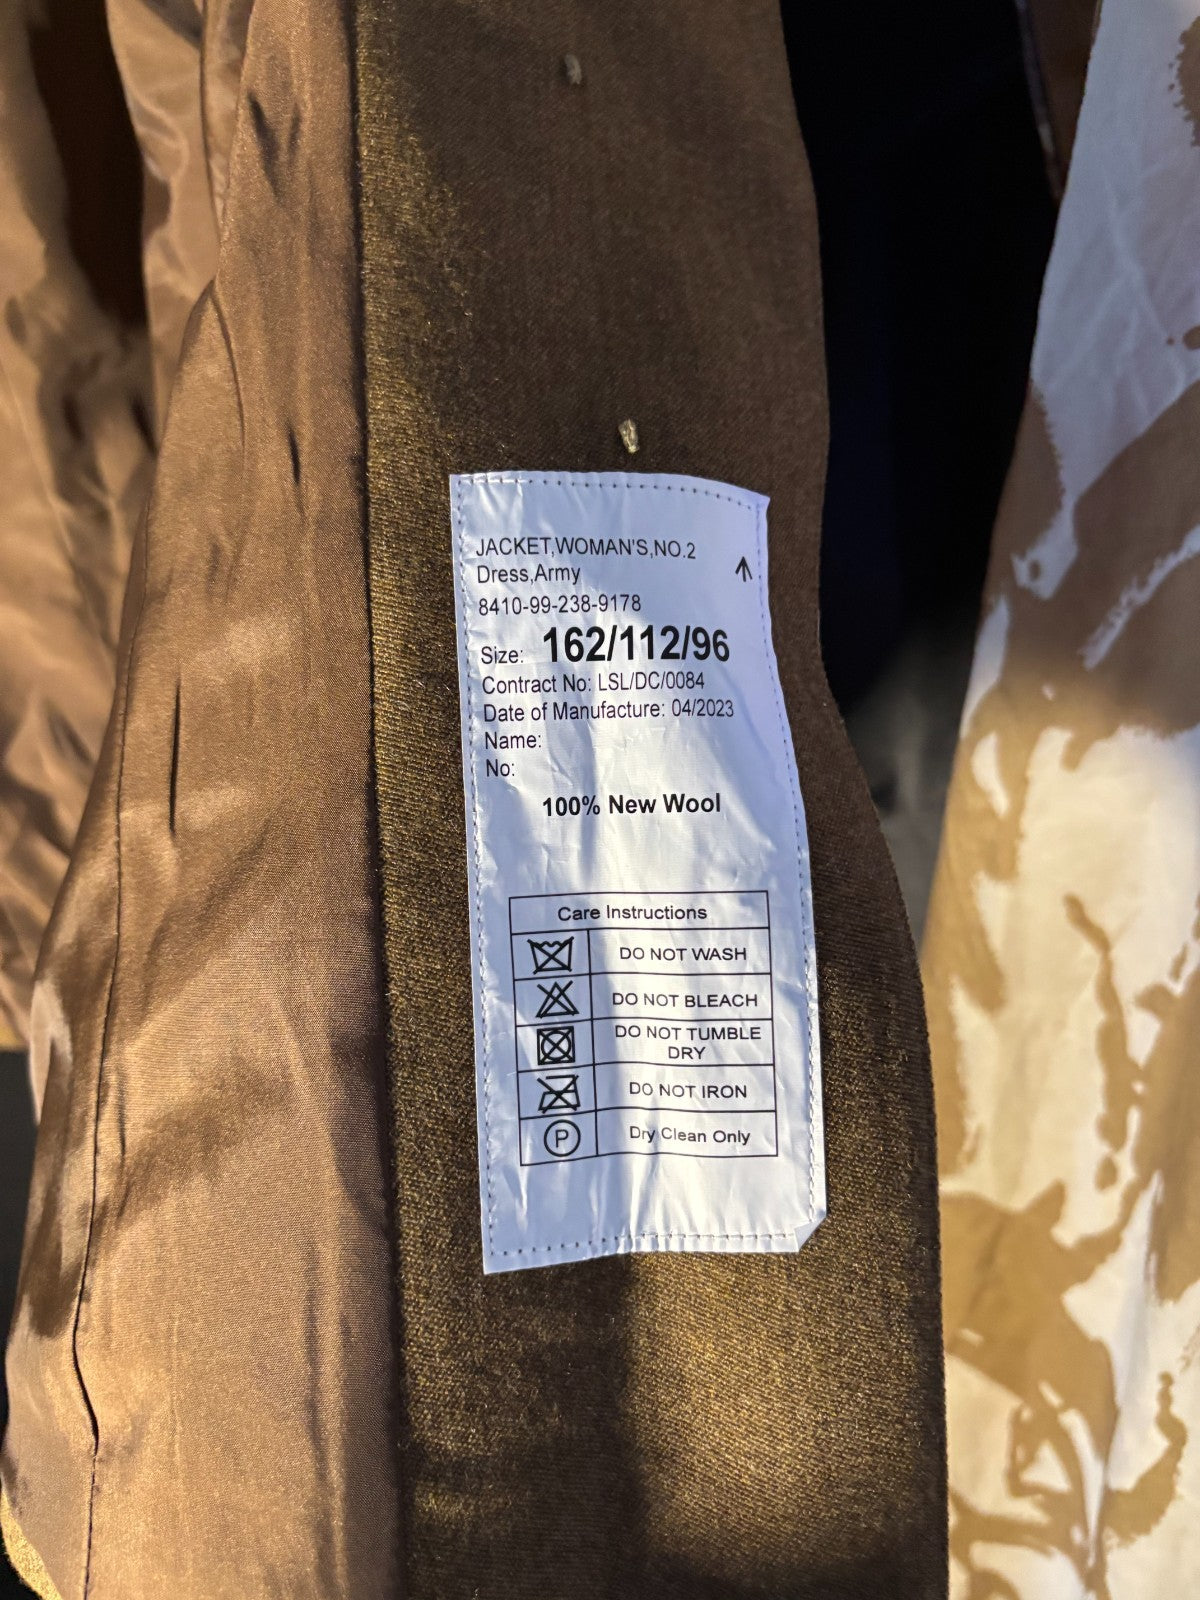 JACKET,WOMAN'S,NO.2
Dress,Army
8410-99-238-9178
Size: 162/112/96
Contract No: LSL/DC/0084
Date of Manufacture: 04/2023
Name:
No:
100% New Wool
Care Instructions
DO NOT WASH
DO NOT BLEACH
DO NOT TUMBLE
DRY
DO NOT IRON
P Dry Clean Only